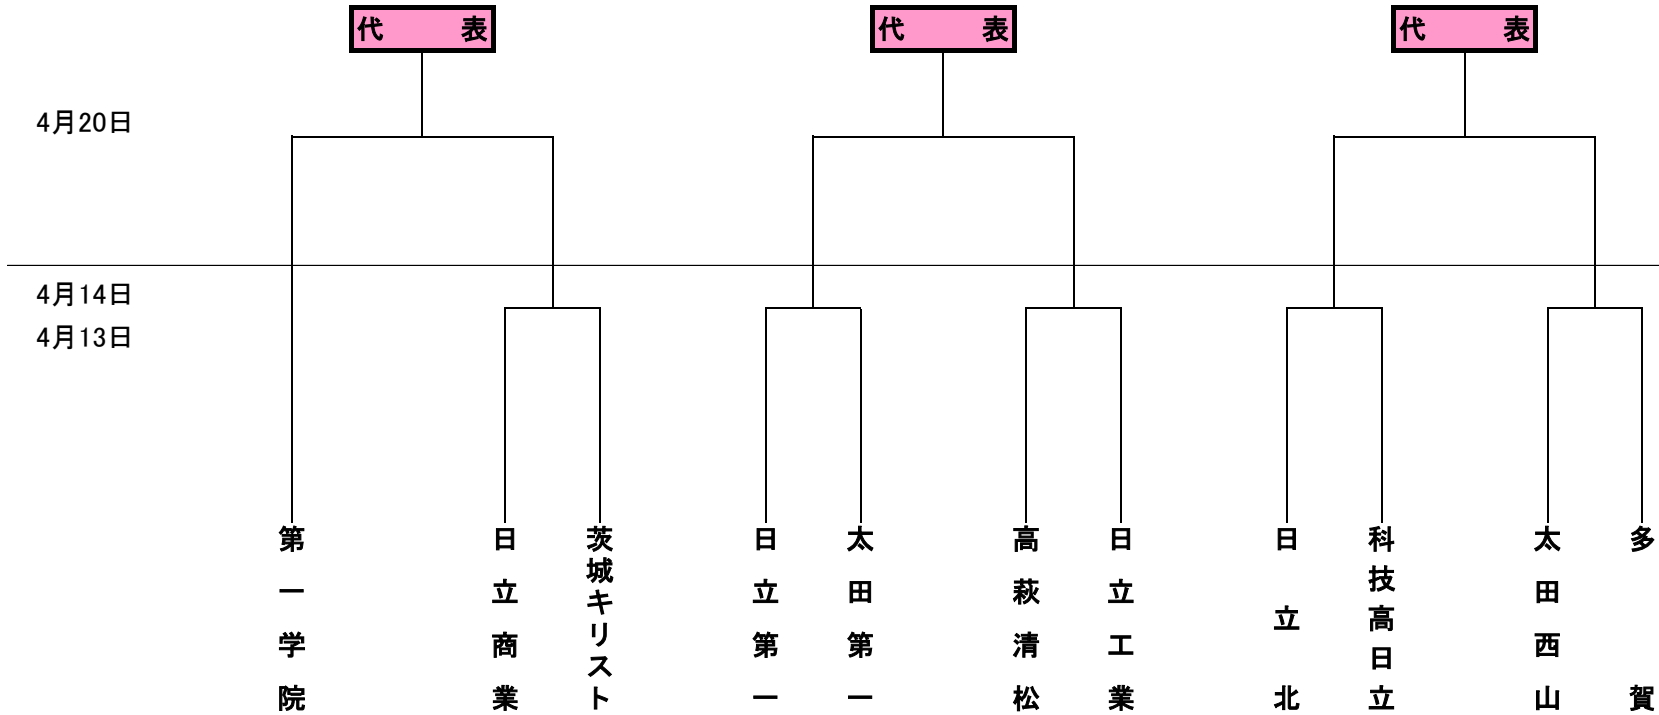 代 表
代 表
代 表
4月20日
4月14日
4月13日
第一学院
日立商業
茨城キリスト
日立第一
太田第一
高萩清松
日立工業
日立北
科技高日立
太田西山
多賀